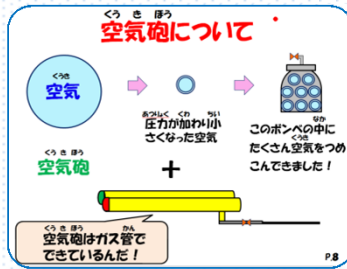 くう き ほう
空気砲について
くうき
空気
あつりょく くわ ちい
圧力が加わり小
さくなった空気
なか
このボンベの中に
くうき
たくさん空気をつめ
こんできました！
くう き ほう
空気砲
+
くう き ほう かん
空気砲はガス管で
できているんだ！
P.8